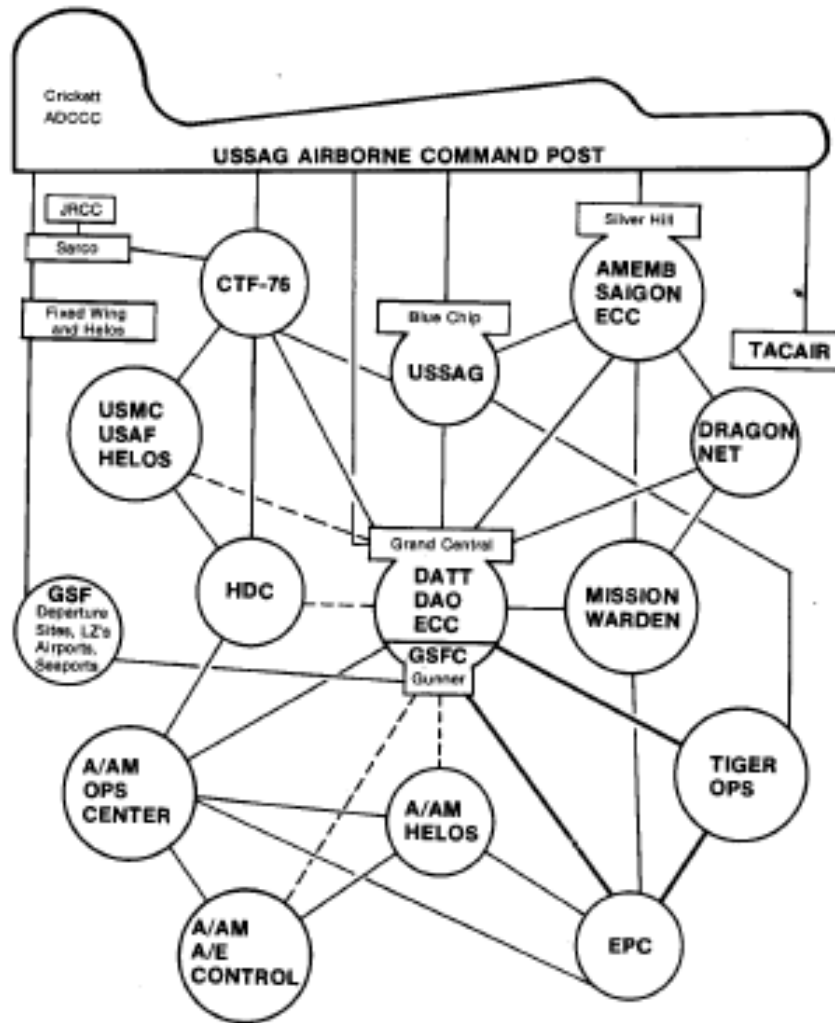 Crickett
ADCCC
USSAG AIRBORNE COMMAND POST
JRCC
Silver Hill
Sarco
CTF-76
AMEMB
SAIGON
ECC
Fixed Wing
and Helos
Blue Chip
USSAG
TACAIR
USMC
USAF
HELOS
DRAGON
NET
Grand Central
GSF
Departure
Sites, LZ's
Airports,
Seaports
HDC
DATT
DAO
ECC
MISSION
WARDEN
GSFC
Gunner
A/AM
OPS
CENTER
TIGER
OPS
A/AM
HELOS
A/AM
A/E
CONTROL
EPC